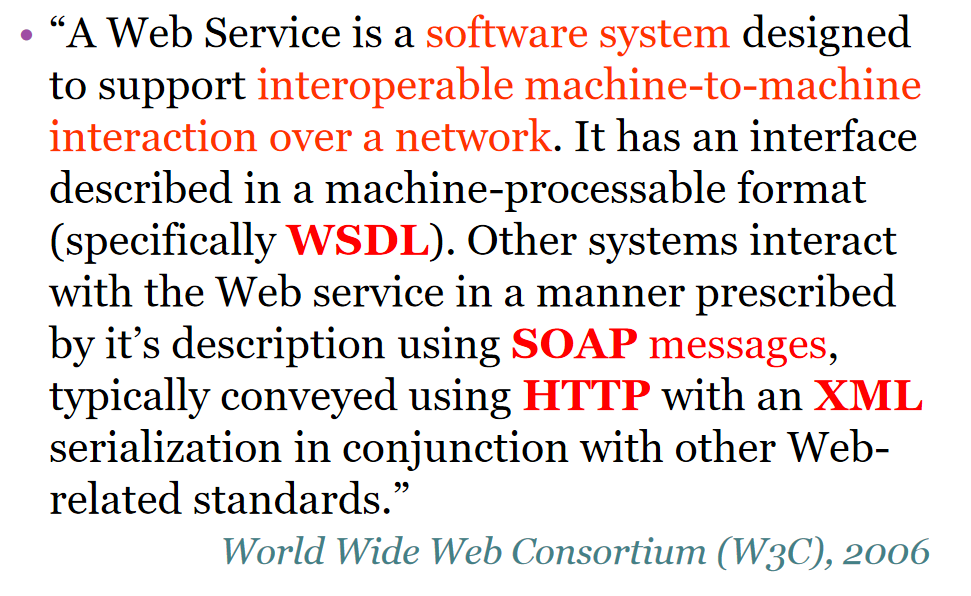 • “A Web Service is a software system designed
to support interoperable machine-to-machine
interaction over a network. It has an interface
described in a machine-processable format
(specifically WSDL). Other systems interact
with the Web service in a manner prescribed
by it’s description using SOAP messages,
typically conveyed using HTTP with an XML
serialization in conjunction with other Web-
related standards.”
World Wide Web Consortium (W3C), 2006